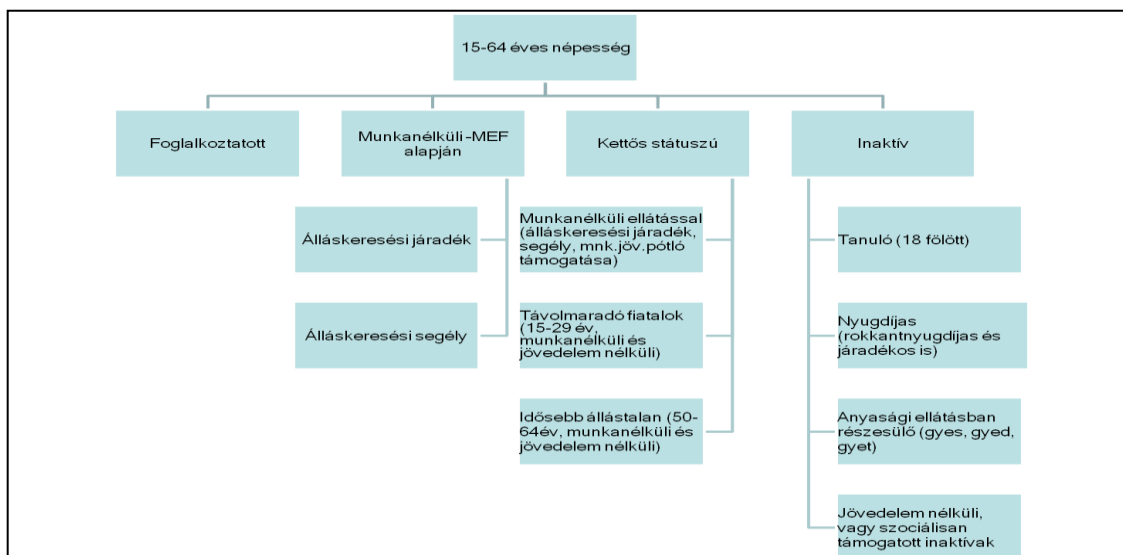 15-64 éves népesség
Foglalkoztatott
Munkanélküli -MEF
alapján
Kettős státuszú
Inaktív
Álláskeresési járadék
Álláskeresési segély
Munkanélküli ellátással
(álláskeresési járadék,
segély, mnk.jöv.pótló
támogatása)
Távolmaradó fiatalok
(15-29 év,
munkanélküli és
jövedelem nélküli)
Idősebb állástalan (50-
64év, munkanélküli és
jövedelem nélküli)
Tanuló (18 fölött)
Nyugdíjas
(rokkantnyugdíjas és
járadékos is)
Anyasági ellátásban
részesülő (gyes, gyed,
gyet)
Jövedelem nélküli,
vagy szociálisan
támogatott inaktívak